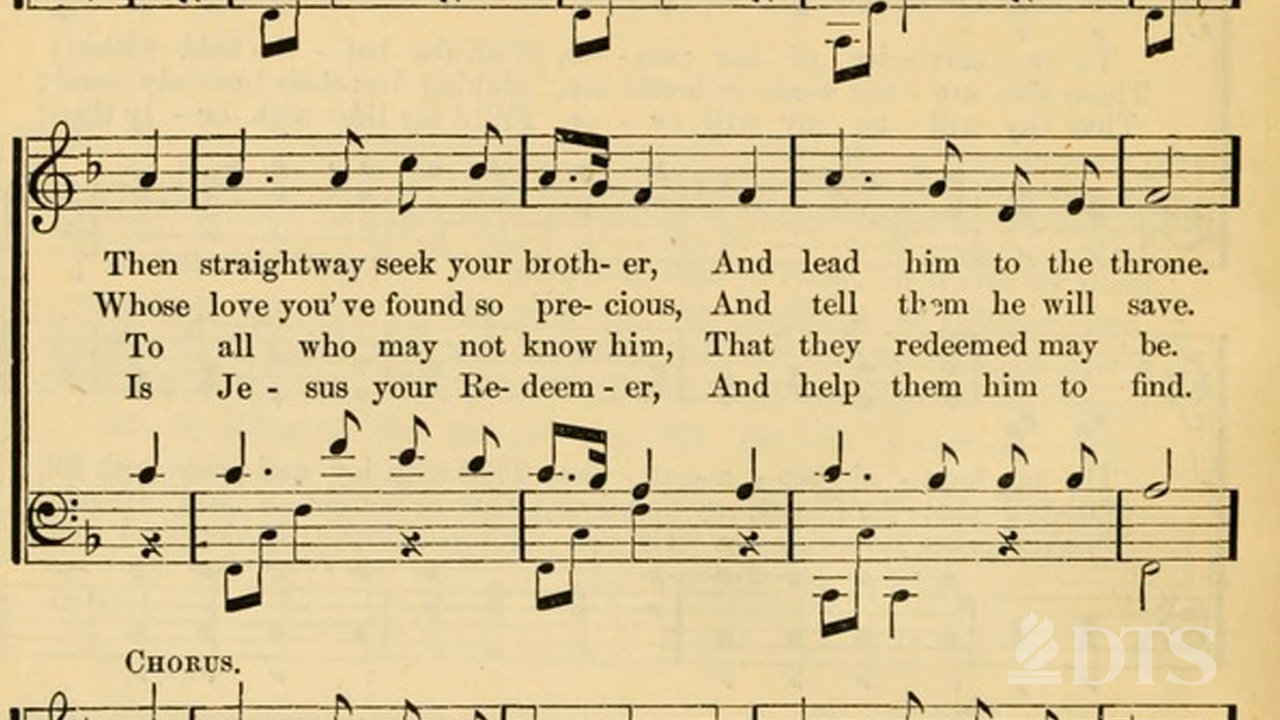 Then straightway seek your broth- er, And lead him to the throne.
Whose love you've found so pre- cious, And tell them he will save.
To all who may not know him, That they redeemed may be.
Is Je - sus your Re- deem - er, And help them him to find.
CHORUS.
DTS